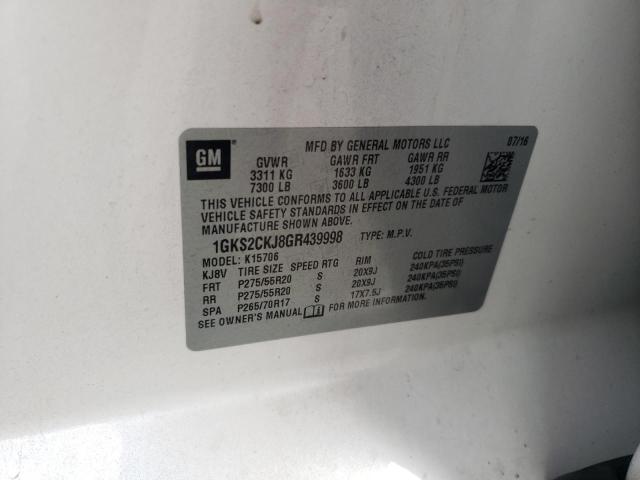 GM
MFD BY GENERAL MOTORS LLC 07/16
GVWR GAWR FRT GAWR RR
3311 KG 1633 KG 1951 KG
7300 LB 3600 LB 4300 LB
THIS VEHICLE CONFORMS TO ALL APPLICABLE U.S. FEDERAL MOTOR
VEHICLE SAFETY STANDARDS IN EFFECT ON THE DATE OF
MANUFACTURE SHOWN ABOVE.
1GKS2CKJ8GR439998 TYPE: M.P.V.
MODEL: K15706
KJ8V TIRE SIZE SPEED RTG RIM COLD TIRE PRESSURE
FRT P275/55R20 S 20X9J 240KPA(35PSI)
RR P275/55R20 S 20X9J 240KPA(35PSI)
SPA P265/70R17 S 17X7.5J 240KPA(35PSI)
SEE OWNER'S MANUAL FOR MORE INFORMATION.